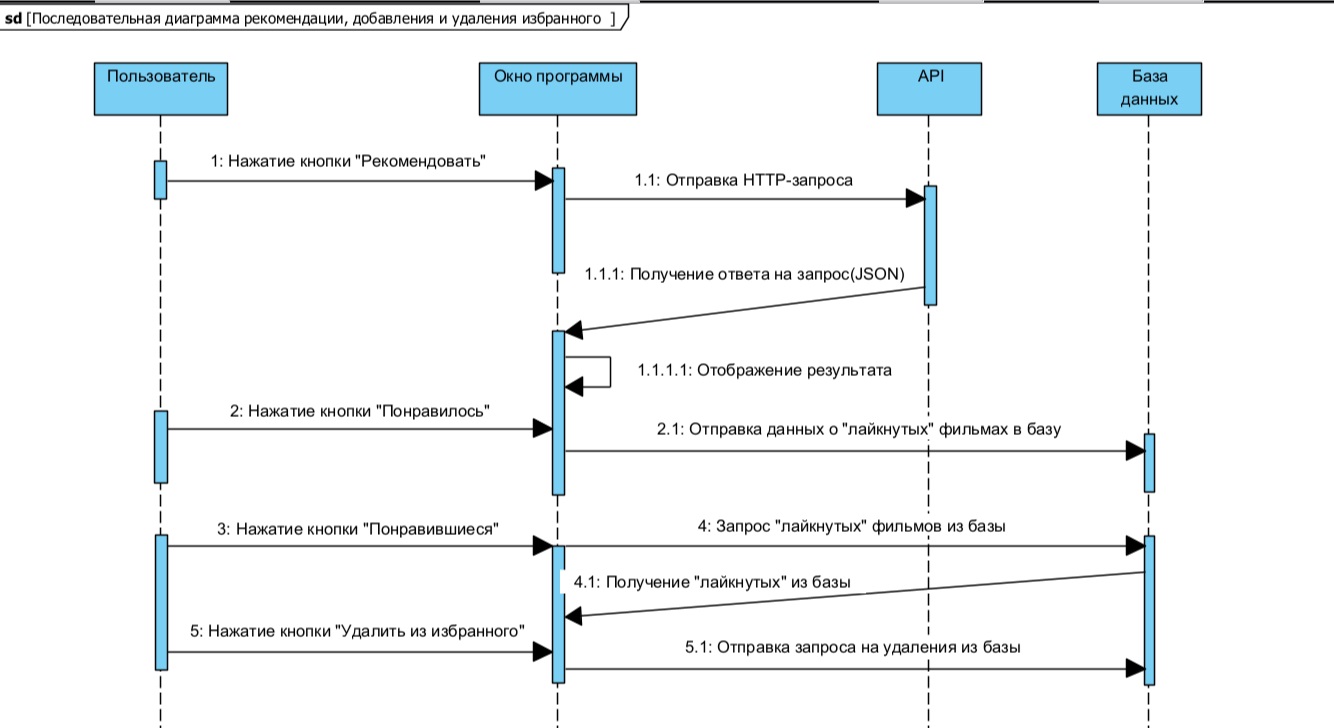 sd [Последовательная диаграмма рекомендации, добавления и удаления избранного ]
Пользователь
Окно программы
API
База
данных
1: Нажатие кнопки "Рекомендовать"
1.1: Отправка HTTP-запроса
1.1.1: Получение ответа на запрос(JSON)
1.1.1.1: Отображение результата
2: Нажатие кнопки "Понравилось"
2.1: Отправка данных о "лайкнутых" фильмах в базу
3: Нажатие кнопки "Понравившиеся"
4: Запрос "лайкнутых" фильмов из базы
4.1: Получение "лайкнутых" из базы
5: Нажатие кнопки "Удалить из избранного"
5.1: Отправка запроса на удаления из базы